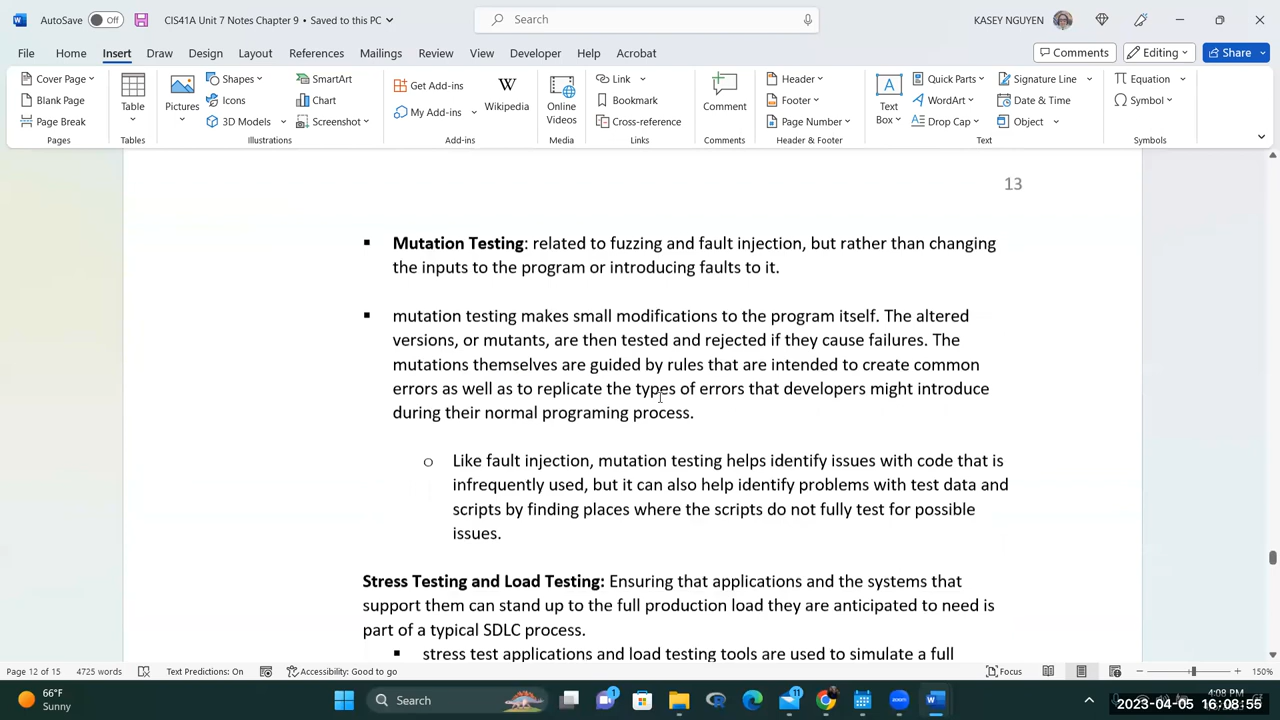 AutoSave Off CIS41A Unit 7 Notes Chapter 9 • Saved to this PC Search KASEY NGUYEN
File Home Insert Draw Design Layout References Mailings Review View Developer Help Acrobat Comments Editing Share
Cover Page Shapes SmartArt Get Add-ins Link Header Quick Parts Signature Line Equation
Blank Page Table Pictures Icons Chart Wikipedia Online Videos Bookmark Comment Footer Text Box WordArt Date & Time Symbol
Page Break 3D Models Screenshot My Add-ins Cross-reference Page Number Drop Cap Object
Pages Tables Illustrations Add-ins Media Links Comments Header & Footer Text Symbols
13
▪ Mutation Testing: related to fuzzing and fault injection, but rather than changing
the inputs to the program or introducing faults to it.
▪ mutation testing makes small modifications to the program itself. The altered
versions, or mutants, are then tested and rejected if they cause failures. The
mutations themselves are guided by rules that are intended to create common
errors as well as to replicate the types of errors that developers might introduce
during their normal programing process.
o Like fault injection, mutation testing helps identify issues with code that is
infrequently used, but it can also help identify problems with test data and
scripts by finding places where the scripts do not fully test for possible
issues.
Stress Testing and Load Testing: Ensuring that applications and the systems that
support them can stand up to the full production load they are anticipated to need is
part of a typical SDLC process.
▪ stress test applications and load testing tools are used to simulate a full
Page 12 of 15 4725 words Text Predictions: On Accessibility: Good to go Focus 150%
66°F
Sunny
Search
4:08 PM
2023-04-05 16:08:55